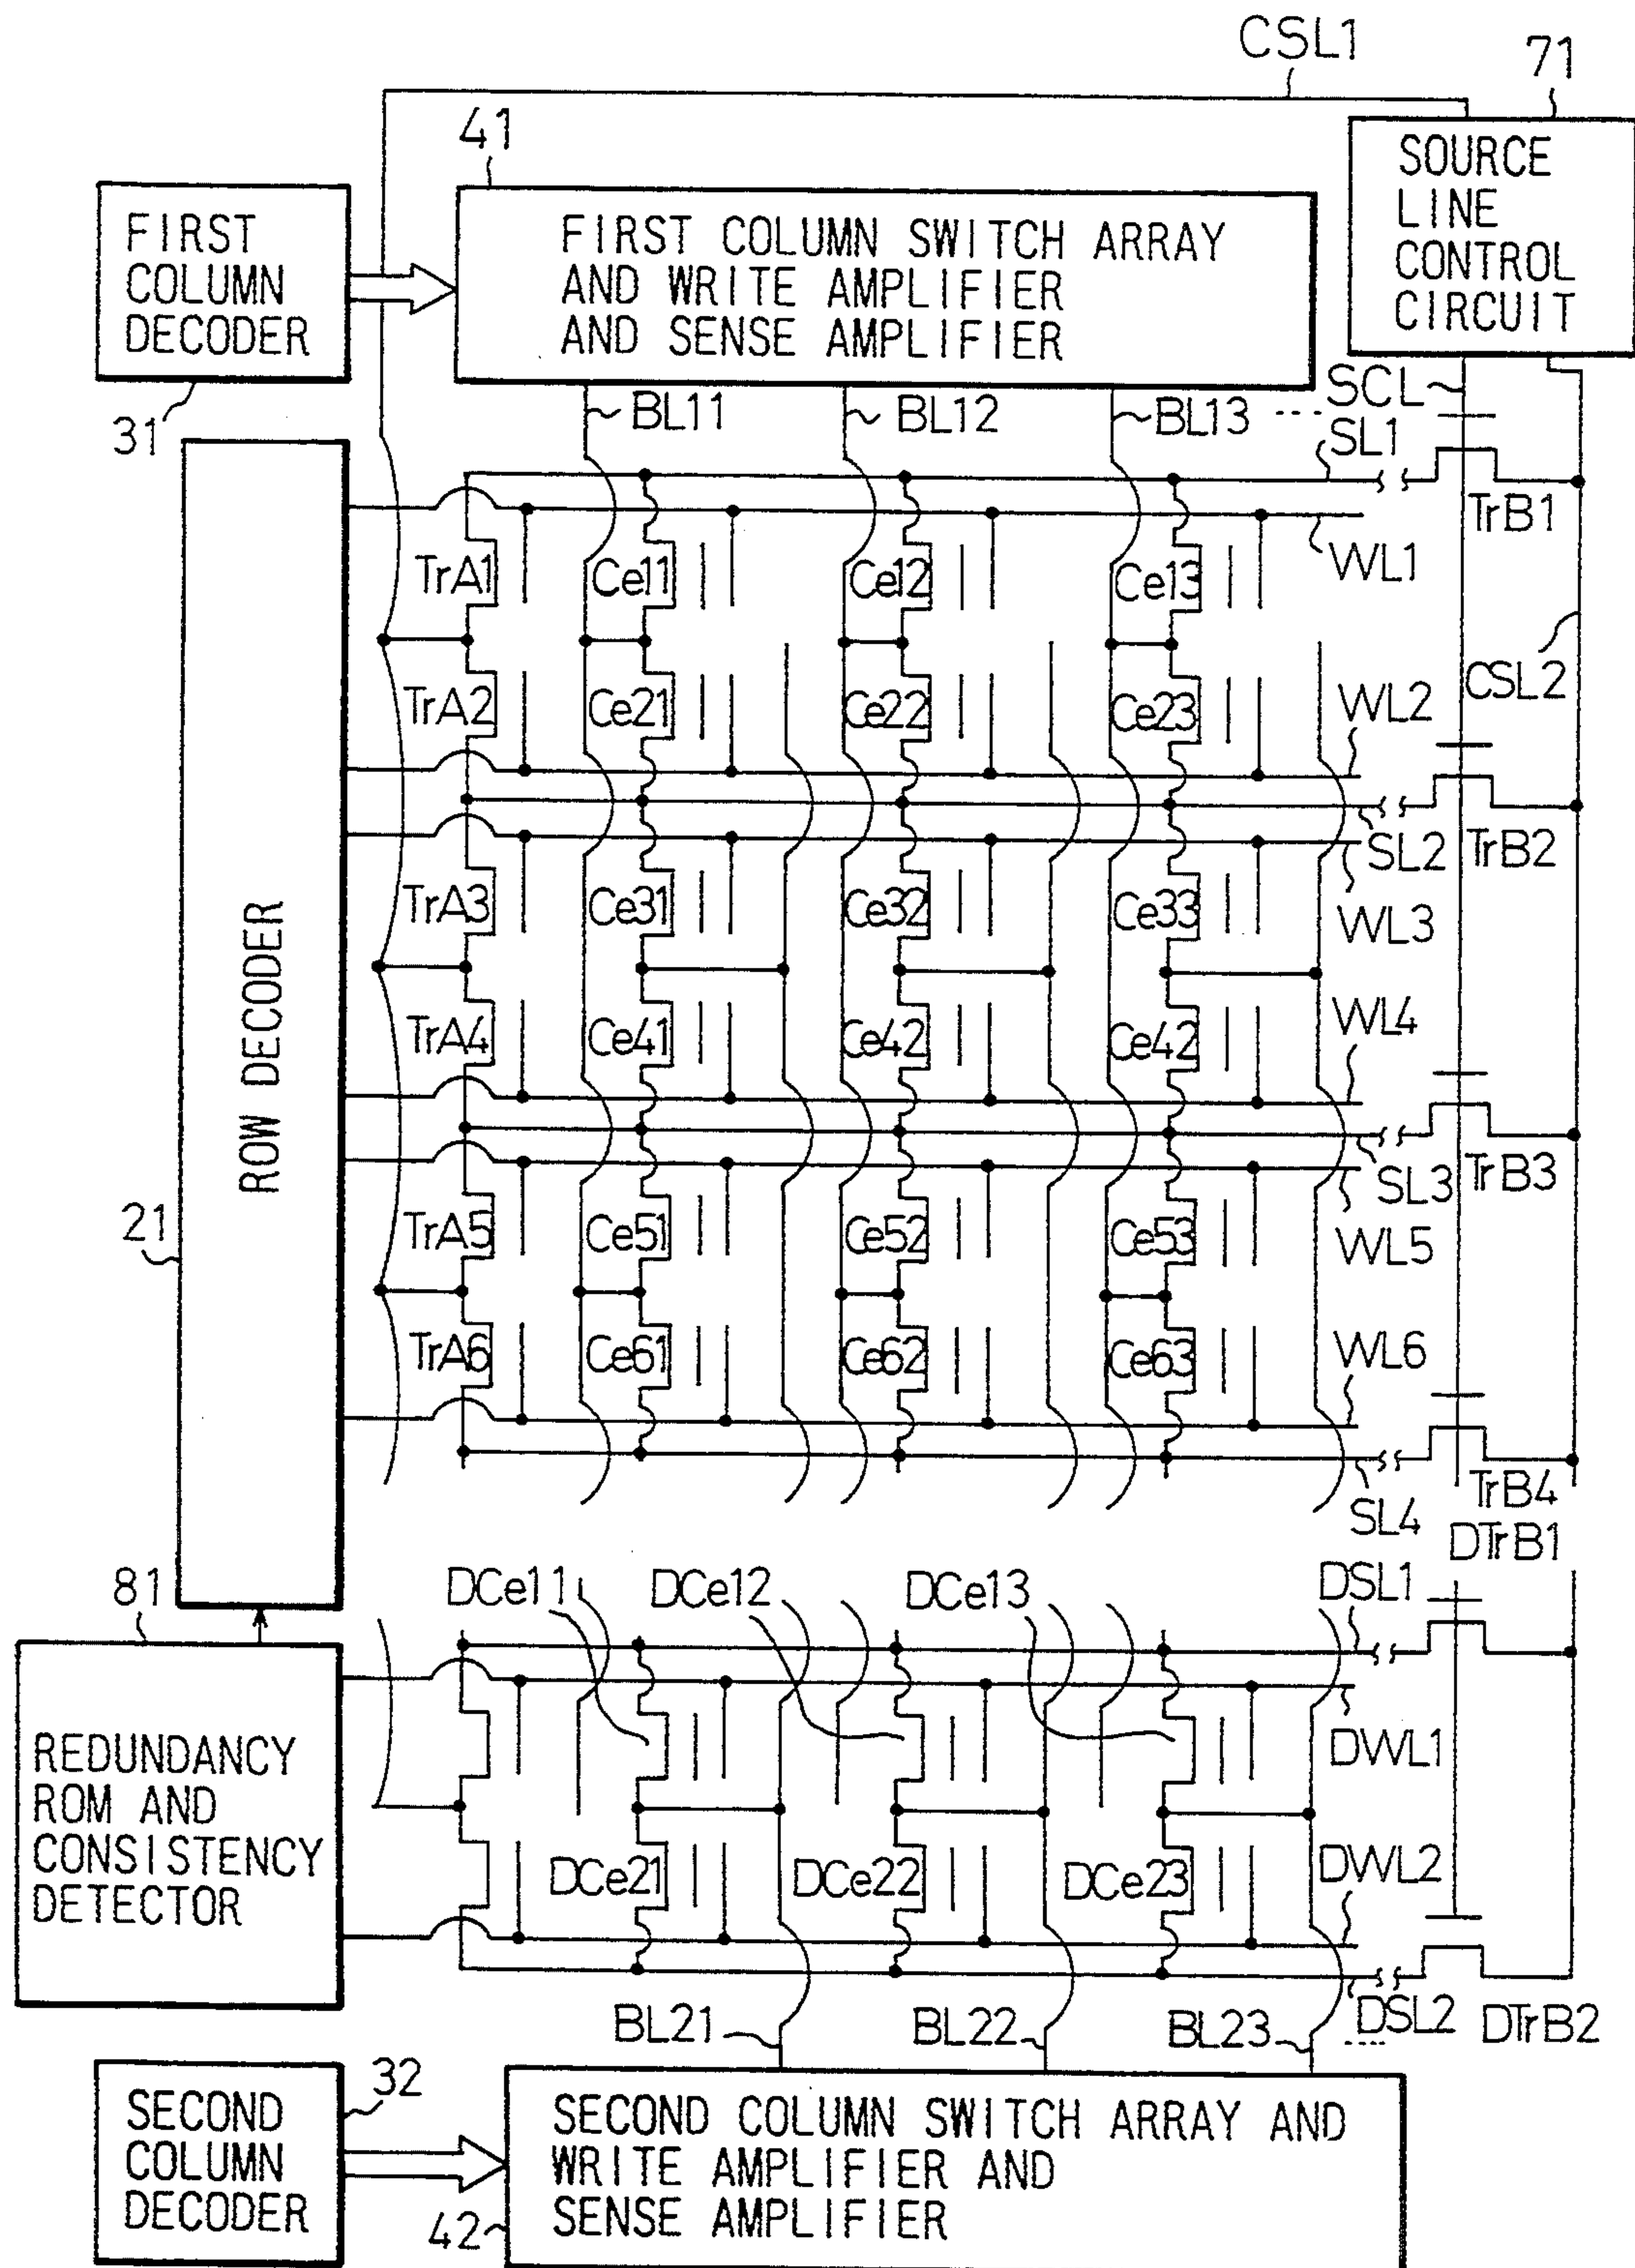 CSL1
71
41
SOURCE
LINE
CONTROL
CIRCUIT
FIRST
COLUMN
DECODER
FIRST COLUMN SWITCH ARRAY
AND WRITE AMPLIFIER
AND SENSE AMPLIFIER
31
BL11
BL12
BL13
SCL
SL1
TrB1
WL1
TrA1
Ce11
Ce12
Ce13
CSL2
TrA2
Ce21
Ce22
Ce23
WL2
SL2
TrB2
TrA3
Ce31
Ce32
Ce33
WL3
ROW DECODER
TrA4
Ce41
Ce42
Ce42
WL4
SL3
TrB3
21
TrA5
Ce51
Ce52
Ce53
WL5
TrA6
Ce61
Ce62
Ce63
WL6
TrB4
SL4
DTrB1
81
DCe11
DCe12
DCe13
DSL1
REDUNDANCY
ROM AND
CONSISTENCY
DETECTOR
DWL1
DCe21
DCe22
DCe23
DWL2
BL21
BL22
BL23
DSL2
DTrB2
32
SECOND
COLUMN
DECODER
SECOND COLUMN SWITCH ARRAY AND
WRITE AMPLIFIER AND
SENSE AMPLIFIER
42